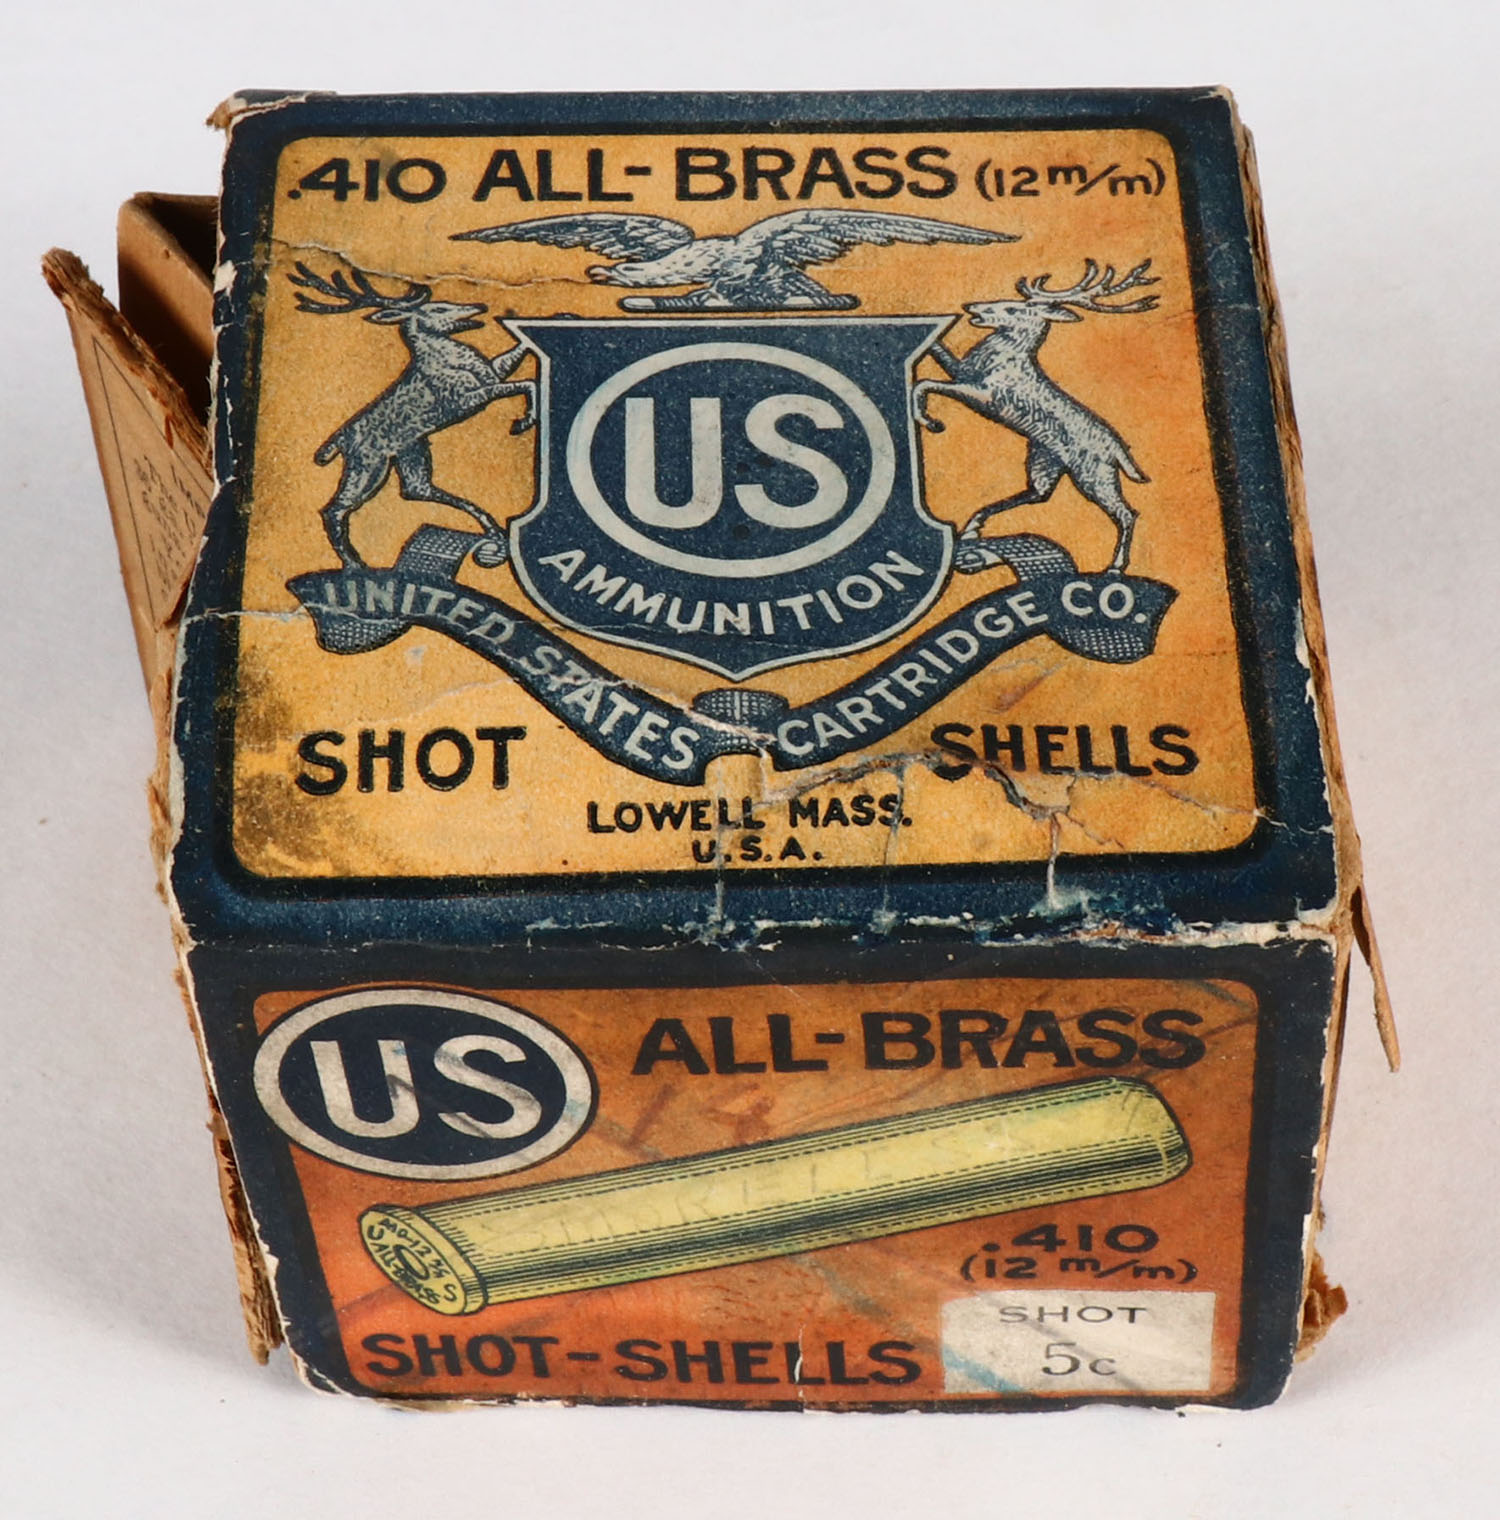 .410 ALL-BRASS (12 m/m)
US
AMMUNITION
UNITED STATES CARTRIDGE CO.
SHOT SHELLS
LOWELL MASS.
U.S.A.
US
ALL-BRASS
.410
(12 m/m)
SHOT-SHELLS
SHOT
5c